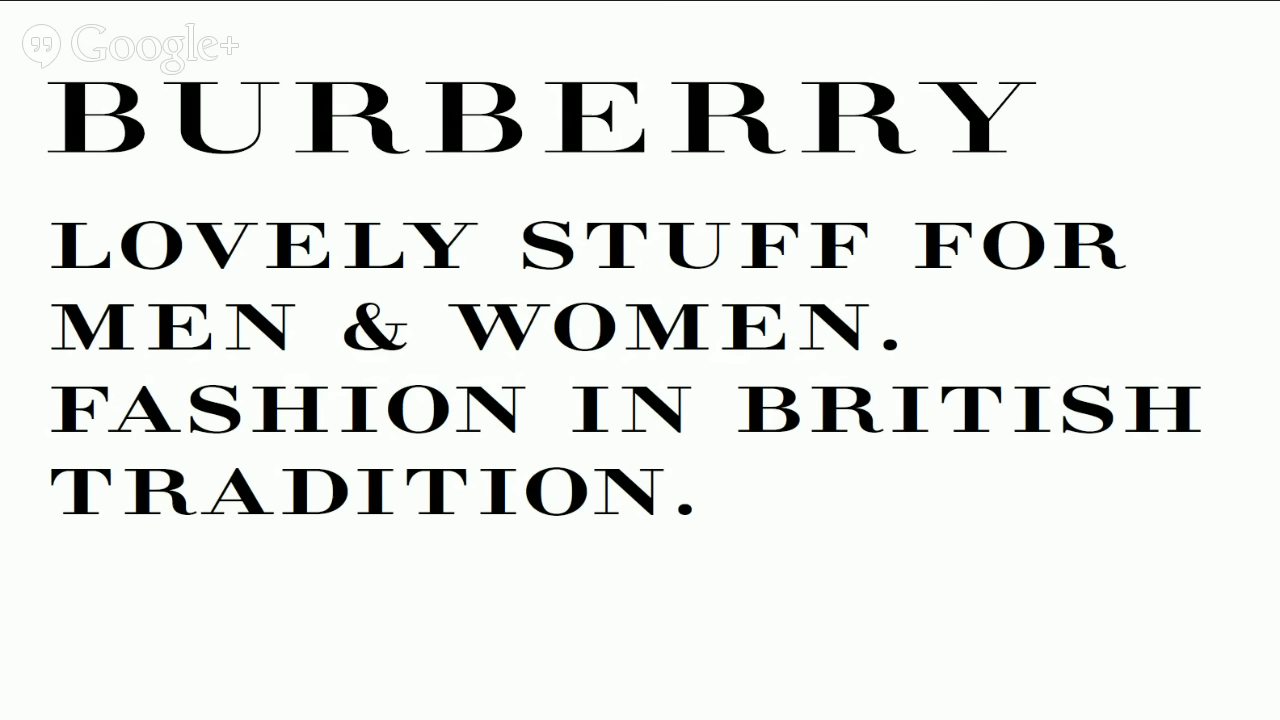 Google+
BURBERRY
LOVELY STUFF FOR
MEN & WOMEN.
FASHION IN BRITISH
TRADITION.